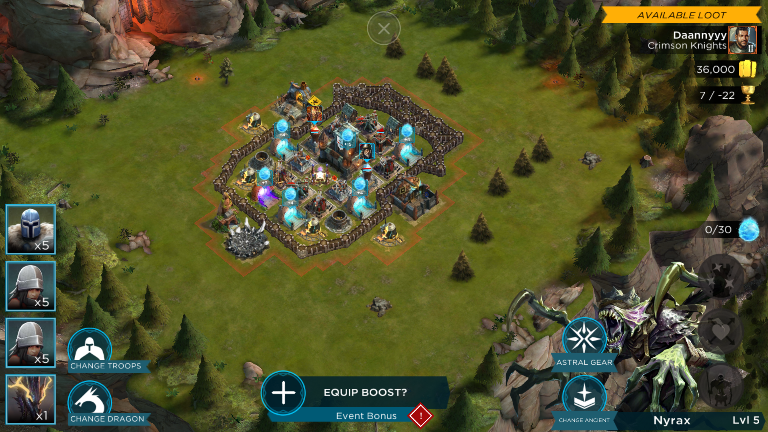 AVAILABLE LOOT
Daannyyy
Crimson Knights
36,000
7 / -22
0/30
x5
x5
x5
x1
CHANGE TROOPS
CHANGE DRAGON
EQUIP BOOST?
Event Bonus !
ASTRAL GEAR
CHANGE ANCIENT
Nyrax Lvl 5